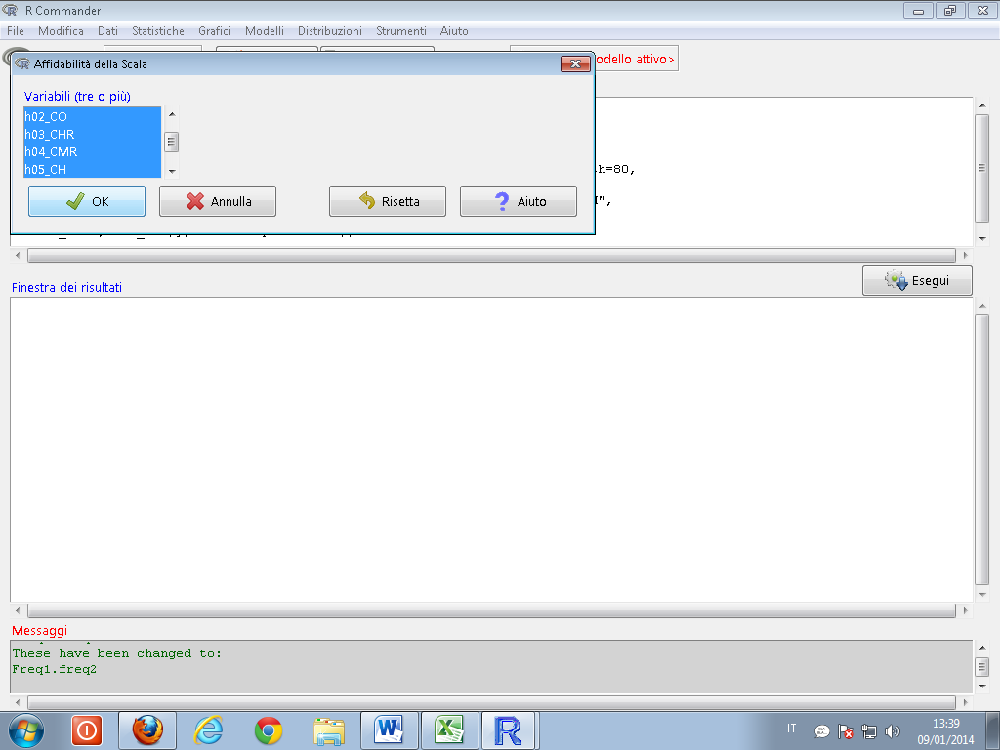 R Commander
File Modifica Dati Statistiche Grafici Modelli Distribuzioni Strumenti Aiuto
Affidabilità della Scala
odello attivo>
Variabili (tre o più)
h02_CO
h03_CHR
h04_CMR
h05_CH
h=80,
OK Annulla Risetta Aiuto
Finestra dei risultati
Esegui
Messaggi
These have been changed to:
Freq1.freq2
IT
13:39
09/01/2014